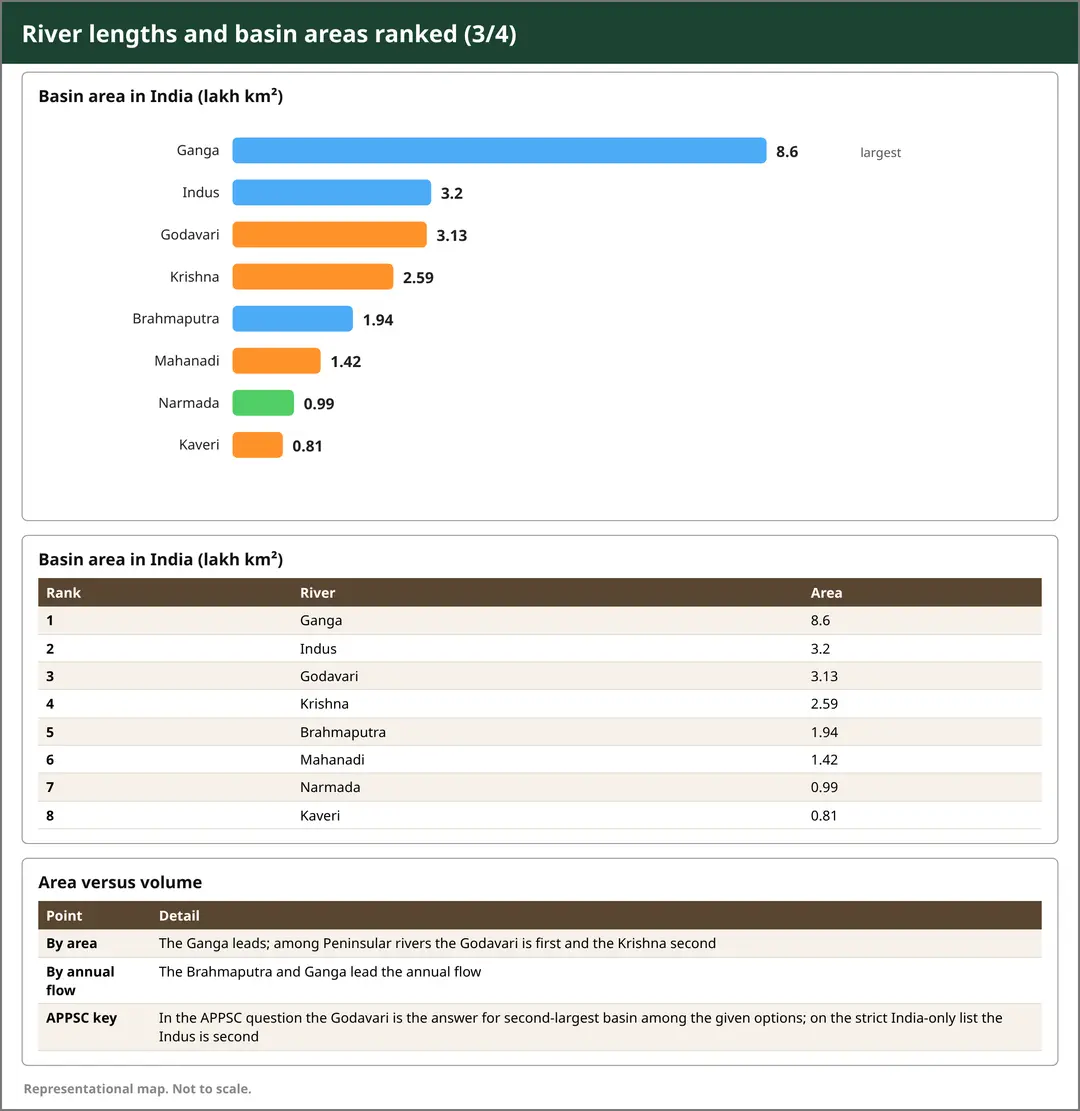 River lengths and basin areas ranked (3/4)
Basin area in India (lakh km²)
Ganga 8.6 largest
Indus 3.2
Godavari 3.13
Krishna 2.59
Brahmaputra 1.94
Mahanadi 1.42
Narmada 0.99
Kaveri 0.81
Basin area in India (lakh km²)
Rank River Area
1 Ganga 8.6
2 Indus 3.2
3 Godavari 3.13
4 Krishna 2.59
5 Brahmaputra 1.94
6 Mahanadi 1.42
7 Narmada 0.99
8 Kaveri 0.81
Area versus volume
Point Detail
By area The Ganga leads; among Peninsular rivers the Godavari is first and the Krishna second
By annual The Brahmaputra and Ganga lead the annual flow
flow
APPSC key In the APPSC question the Godavari is the answer for second-largest basin among the given options; on the strict India-only list the
Indus is second
Representational map. Not to scale.